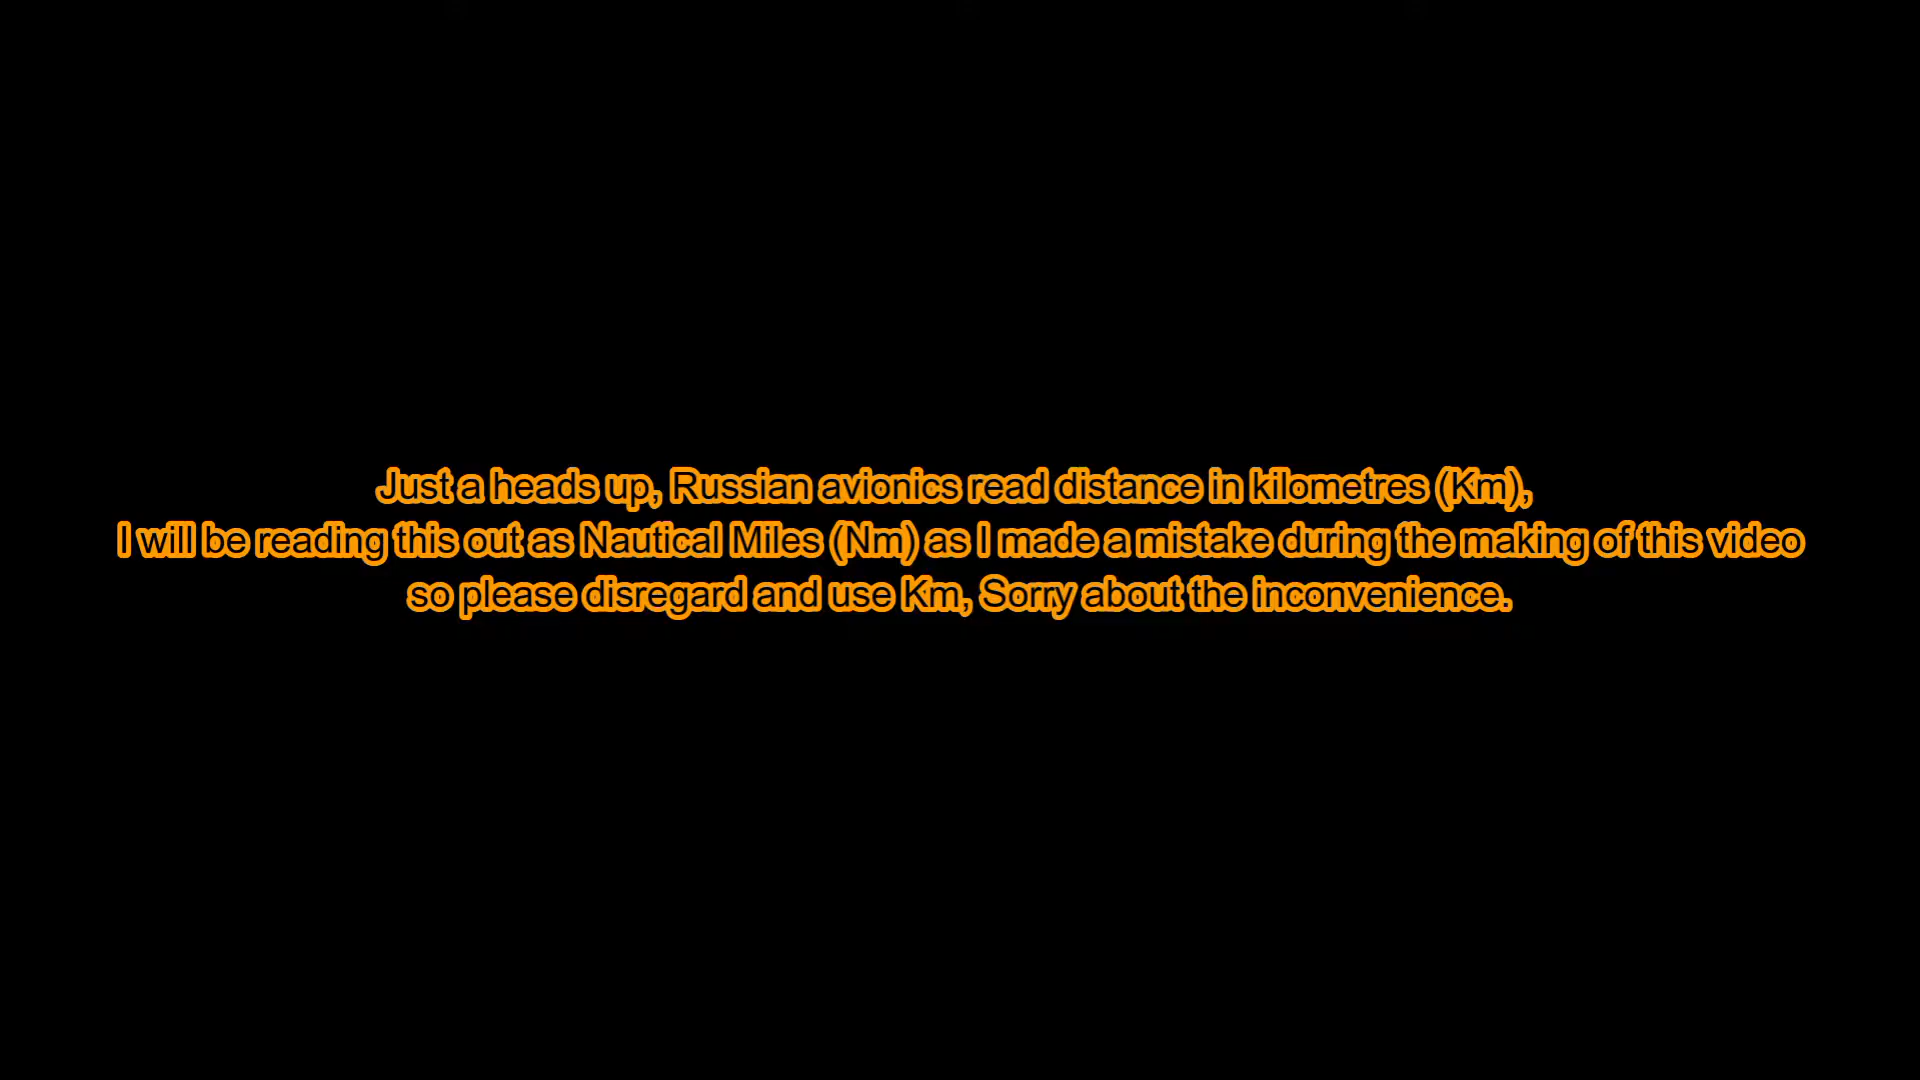 Just a heads up, Russian avionics read distance in kilometres (Km),
I will be reading this out as Nautical Miles (Nm) as I made a mistake during the making of this video
so please disregard and use Km, Sorry about the inconvenience.